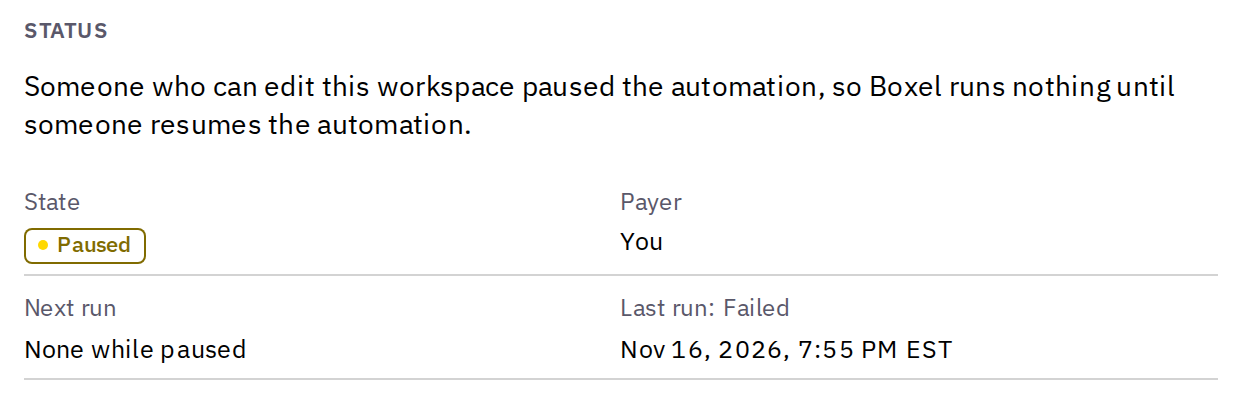 STATUS
Someone who can edit this workspace paused the automation, so Boxel runs nothing until
someone resumes the automation.
State
Payer
Paused
You
Next run
Last run: Failed
None while paused
Nov 16, 2026, 7:55 PM EST